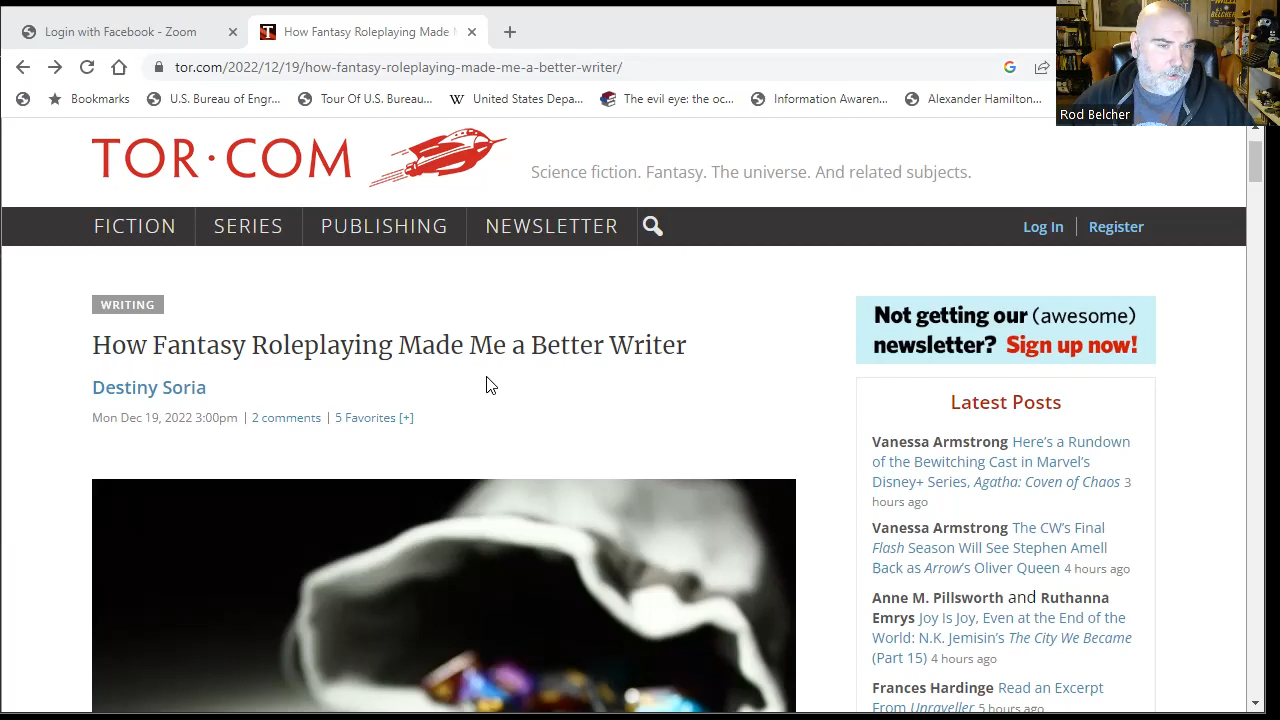 Login with Facebook - Zoom
How Fantasy Roleplaying Made
tor.com/2022/12/19/how-fantasy-roleplaying-made-me-a-better-writer/
Bookmarks
U.S. Bureau of Engr...
Tour O' U.S. Bureau...
United States Depa...
The evil eye: the oc...
Information Awaren...
Alexander Hamilton...
Rod Belcher
TOR.COM
Science fiction. Fantasy. The universe. And related subjects.
FICTION
SERIES
PUBLISHING
NEWSLETTER
Log In
Register
WRITING
How Fantasy Roleplaying Made Me a Better Writer
Destiny Soria
Mon Dec 19, 2022 3:00pm | 2 comments | 5 Favorites [+]
Not getting our (awesome)
newsletter? Sign up now!
Latest Posts
Vanessa Armstrong Here's a Rundown
of the Bewitching Cast in Marvel's
Disney+ Series, Agatha: Coven of Chaos 3
hours ago
Vanessa Armstrong The CW's Final
Flash Season Will See Stephen Amell
Back as Arrow's Oliver Queen 4 hours ago
Anne M. Pillsworth and Ruthanna
Emrys Joy Is Joy, Even at the End of the
World: N.K. Jemisin's The City We Became
(Part 15) 4 hours ago
Frances Hardinge Read an Excerpt
From Unraveller 5 hours ago